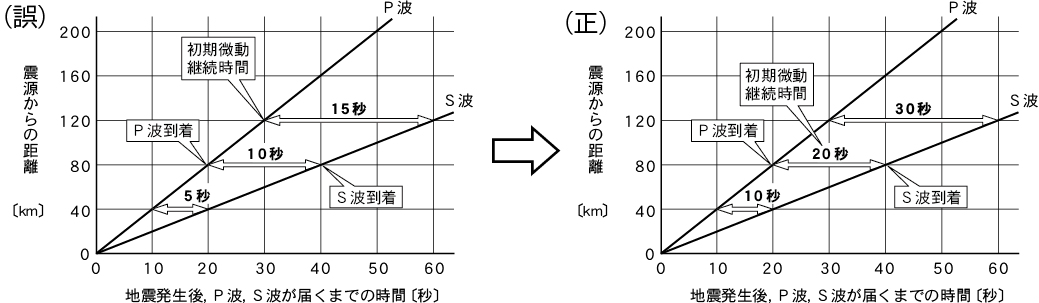 (誤)
P波
200
160
120
80
40
0
震源からの距離
〔km〕
初期微動
継続時間
15秒
S波
P波到着
10秒
5秒
S波到着
0 10 20 30 40 50 60
地震発生後，P波，S波が届くまでの時間〔秒〕
(正)
P波
200
160
120
80
40
0
震源からの距離
〔km〕
初期微動
継続時間
30秒
S波
P波到着
20秒
10秒
S波到着
0 10 20 30 40 50 60
地震発生後，P波，S波が届くまでの時間〔秒〕